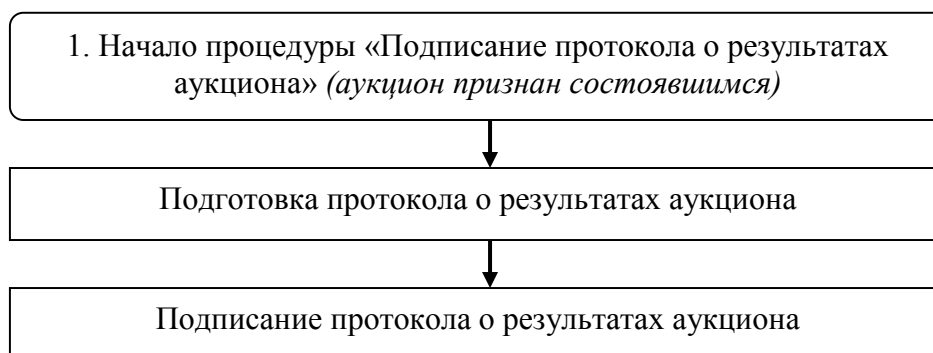 1. Начало процедуры «Подписание протокола о результатах
аукциона» (аукцион признан состоявшимся)
Подготовка протокола о результатах аукциона
Подписание протокола о результатах аукциона